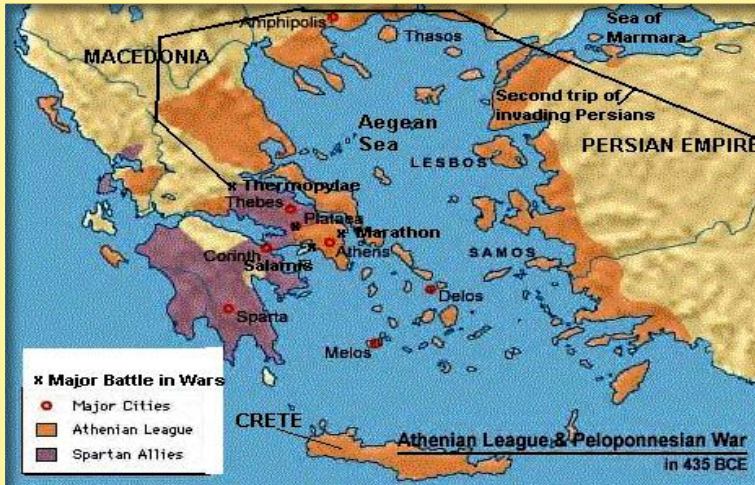 Amphipolis
Sea of
Marmara
Thasos
MACEDONIA
Second trip of
invading Persians
Aegean
Sea
PERSIAN EMPIRE
LESBOS
x Thermopylae
Thebes
Plataea
x Marathon
Corinth
Athens
SAMOS
Salamis
Delos
Sparta
Melos
x Major Battle in Wars
Major Cities
Athenian League
Spartan Allies
CRETE
Athenian League & Peloponnesian War
in 435 BCE